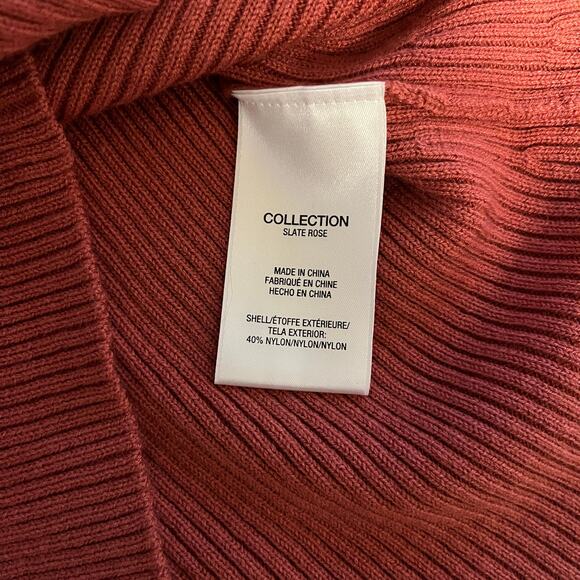 COLLECTION
SLATE ROSE
MADE IN CHINA
FABRIQUÉ EN CHINE
HECHO EN CHINA
SHELL/ÉTOFFE EXTÉRIEURE/
TELA EXTERIOR:
40% NYLON/NYLON/NYLON